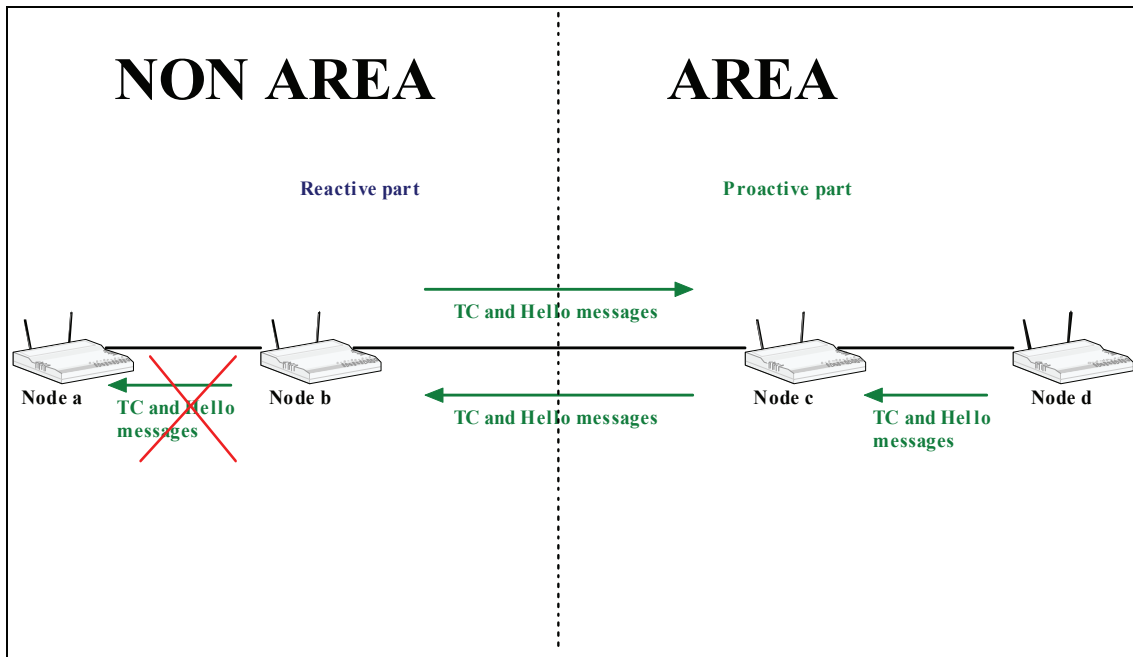 NON AREA
AREA
Reactive part
Proactive part
TC and Hello messages
Node a
TC and Hello
messages
Node b
TC and Hello messages
Node c
TC and Hello
messages
Node d